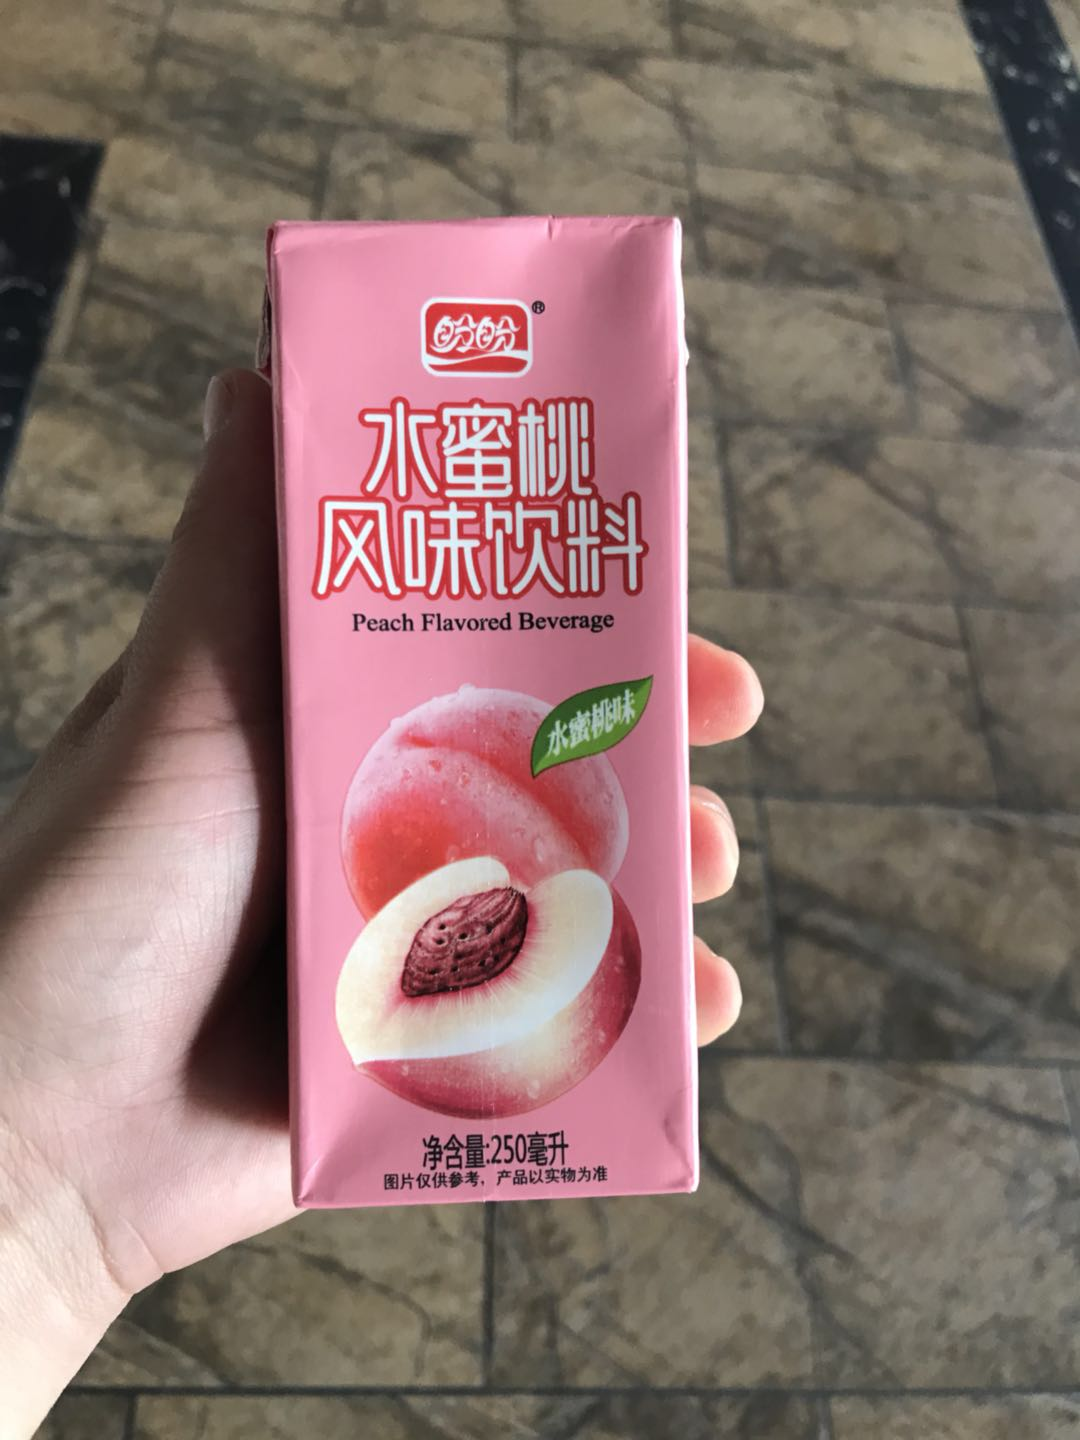 盼盼®
水蜜桃
风味饮料
Peach Flavored Beverage
水蜜桃味
净含量:250毫升
图片仅供参考，产品以实物为准